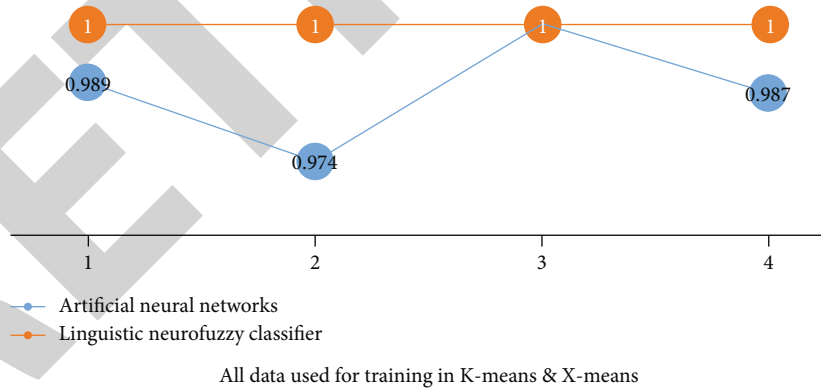 1 1 1 1
0.989 0.974 0.987
1 2 3 4
Artificial neural networks
Linguistic neurofuzzy classifier
All data used for training in K-means & X-means